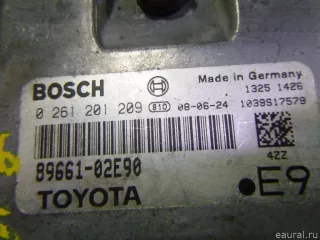 BOSCH
Made in Germany
1325 1426
0 261 201 209 810 08-06-24 1039S17579
4ZZ
89661-02E90
TOYOTA
E9
© eaural.ru